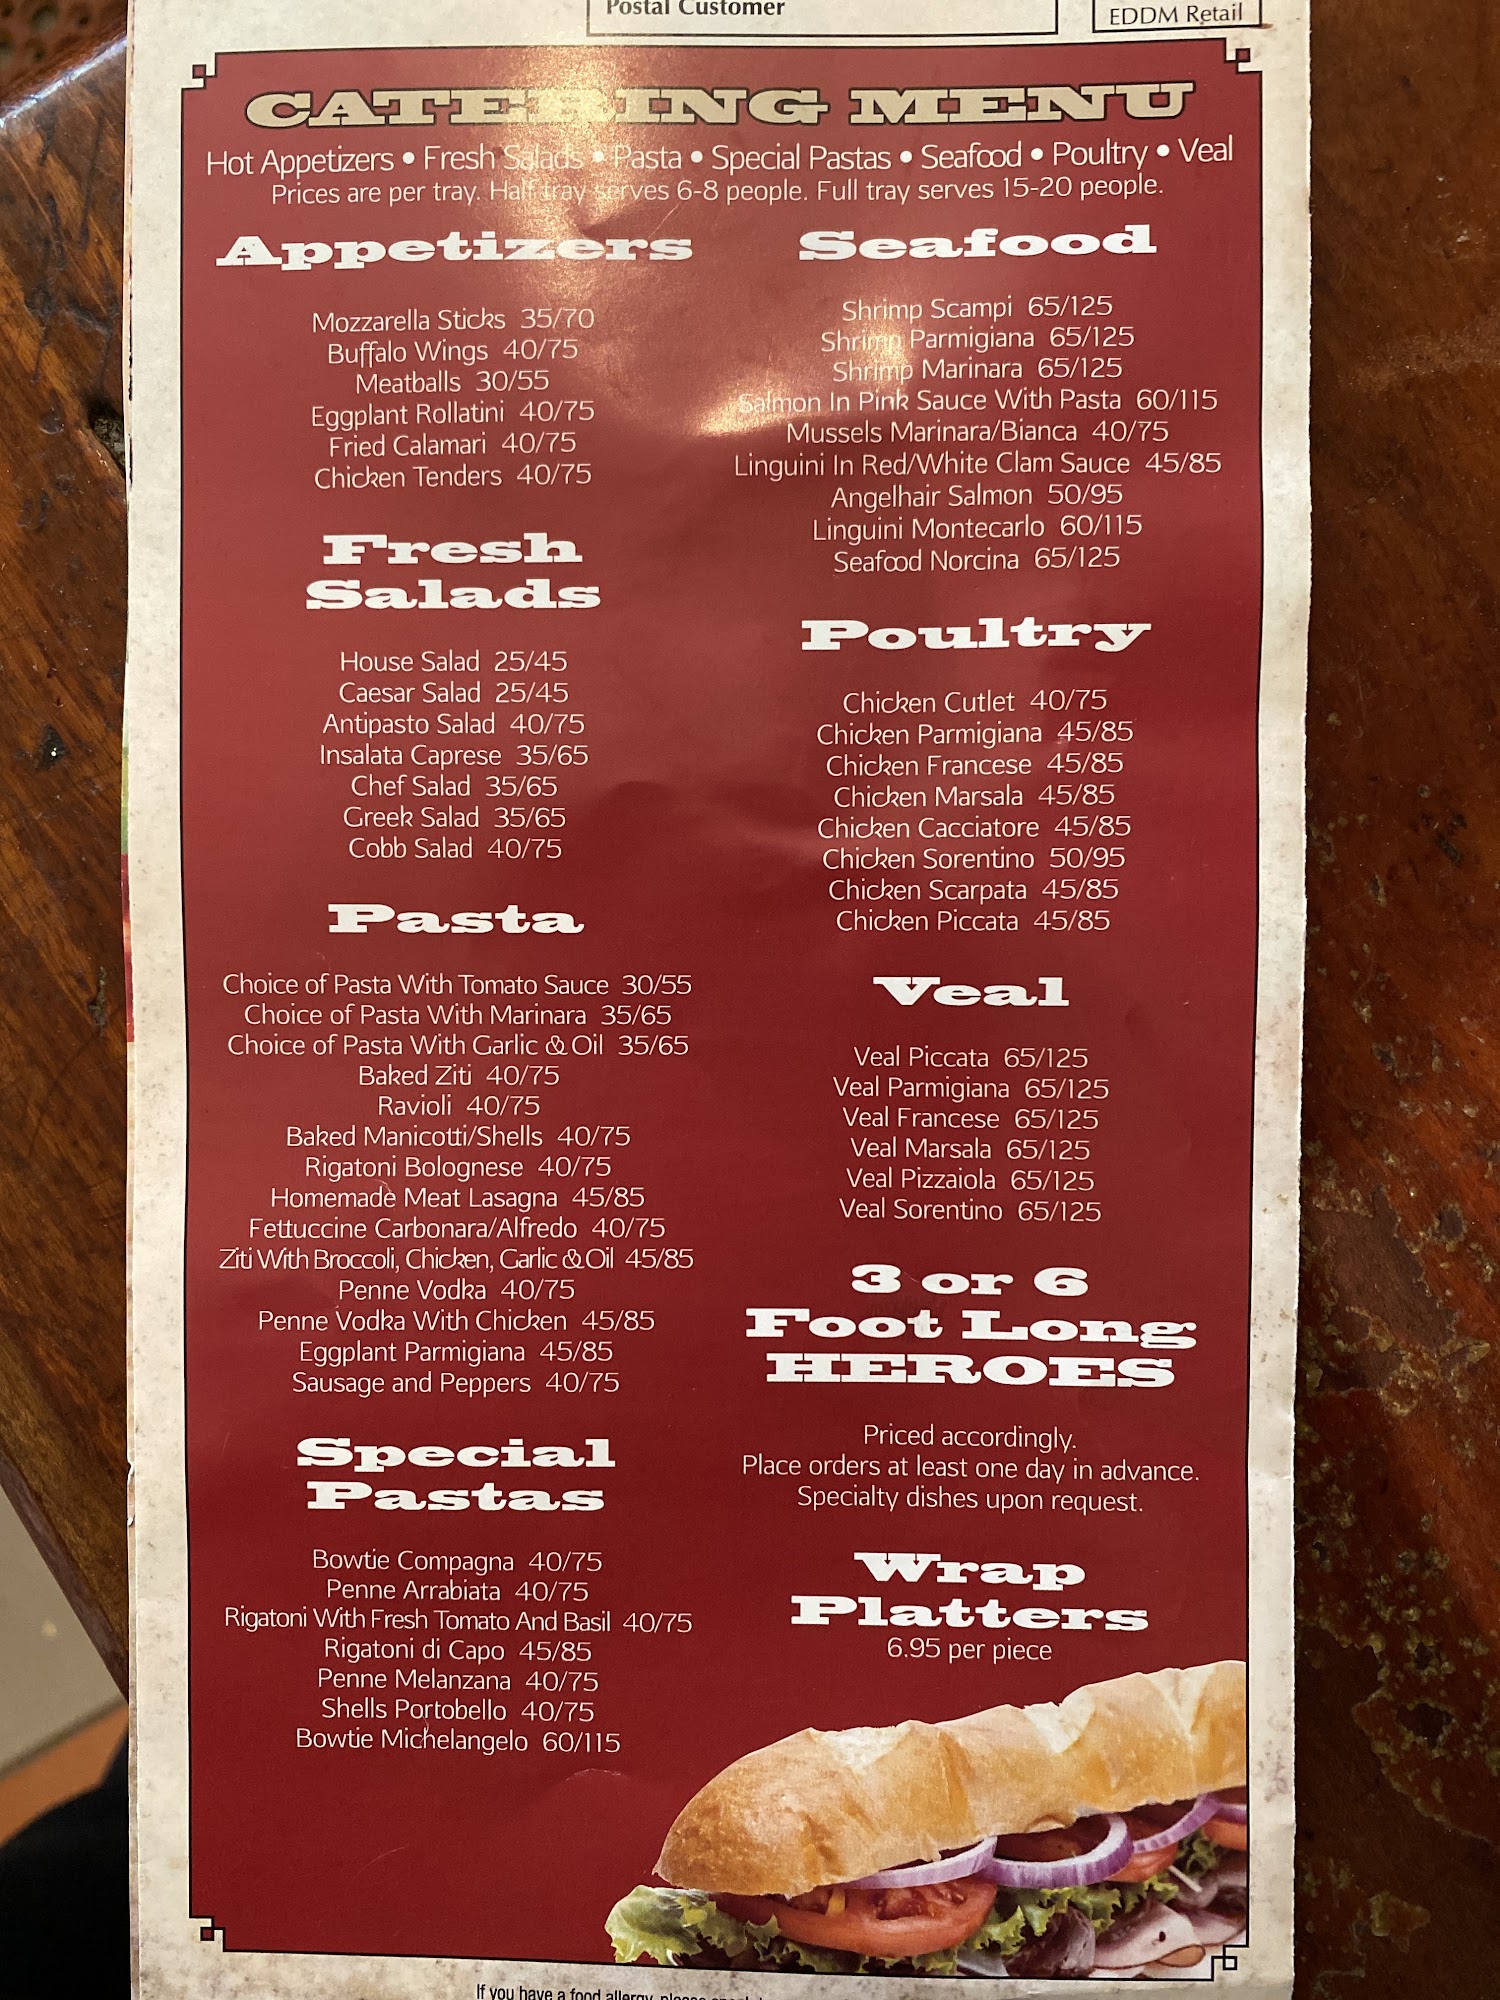 Postal Customer
EDDM Retail
CATERING MENU
Hot Appetizers • Fresh Salads • Pasta • Special Pastas • Seafood • Poultry • Veal
Prices are per tray. Half tray serves 6-8 people. Full tray serves 15-20 people.
Appetizers
Mozzarella Sticks 35/70
Buffalo Wings 40/75
Meatballs 30/55
Eggplant Rollatini 40/75
Fried Calamari 40/75
Chicken Tenders 40/75
Fresh
Salads
House Salad 25/45
Caesar Salad 25/45
Antipasto Salad 40/75
Insalata Caprese 35/65
Chef Salad 35/65
Greek Salad 35/65
Cobb Salad 40/75
Pasta
Choice of Pasta With Tomato Sauce 30/55
Choice of Pasta With Marinara 35/65
Choice of Pasta With Garlic & Oil 35/65
Baked Ziti 40/75
Ravioli 40/75
Baked Manicotti/Shells 40/75
Rigatoni Bolognese 40/75
Homemade Meat Lasagna 45/85
Fettuccine Carbonara/Alfredo 40/75
Ziti With Broccoli, Chicken, Garlic & Oil 45/85
Penne Vodka 40/75
Penne Vodka With Chicken 45/85
Eggplant Parmigiana 45/85
Sausage and Peppers 40/75
Special
Pastas
Bowtie Compagna 40/75
Penne Arrabiata 40/75
Rigatoni With Fresh Tomato And Basil 40/75
Rigatoni di Capo 45/85
Penne Melanzana 40/75
Shells Portobello 40/75
Bowtie Michelangelo 60/115
Seafood
Shrimp Scampi 65/125
Shrimp Parmigiana 65/125
Shrimp Marinara 65/125
Salmon In Pink Sauce With Pasta 60/115
Mussels Marinara/Bianca 40/75
Linguini In Red/White Clam Sauce 45/85
Angelhair Salmon 50/95
Linguini Montecarlo 60/115
Seafood Norcina 65/125
Poultry
Chicken Cutlet 40/75
Chicken Parmigiana 45/85
Chicken Francese 45/85
Chicken Marsala 45/85
Chicken Cacciatore 45/85
Chicken Sorentino 50/95
Chicken Scarpata 45/85
Chicken Piccata 45/85
Veal
Veal Piccata 65/125
Veal Parmigiana 65/125
Veal Francese 65/125
Veal Marsala 65/125
Veal Pizzaiola 65/125
Veal Sorentino 65/125
3 or 6
Foot Long
HEROES
Priced accordingly.
Place orders at least one day in advance.
Specialty dishes upon request.
Wrap
Platters
6.95 per piece
If you have a food allergy, please